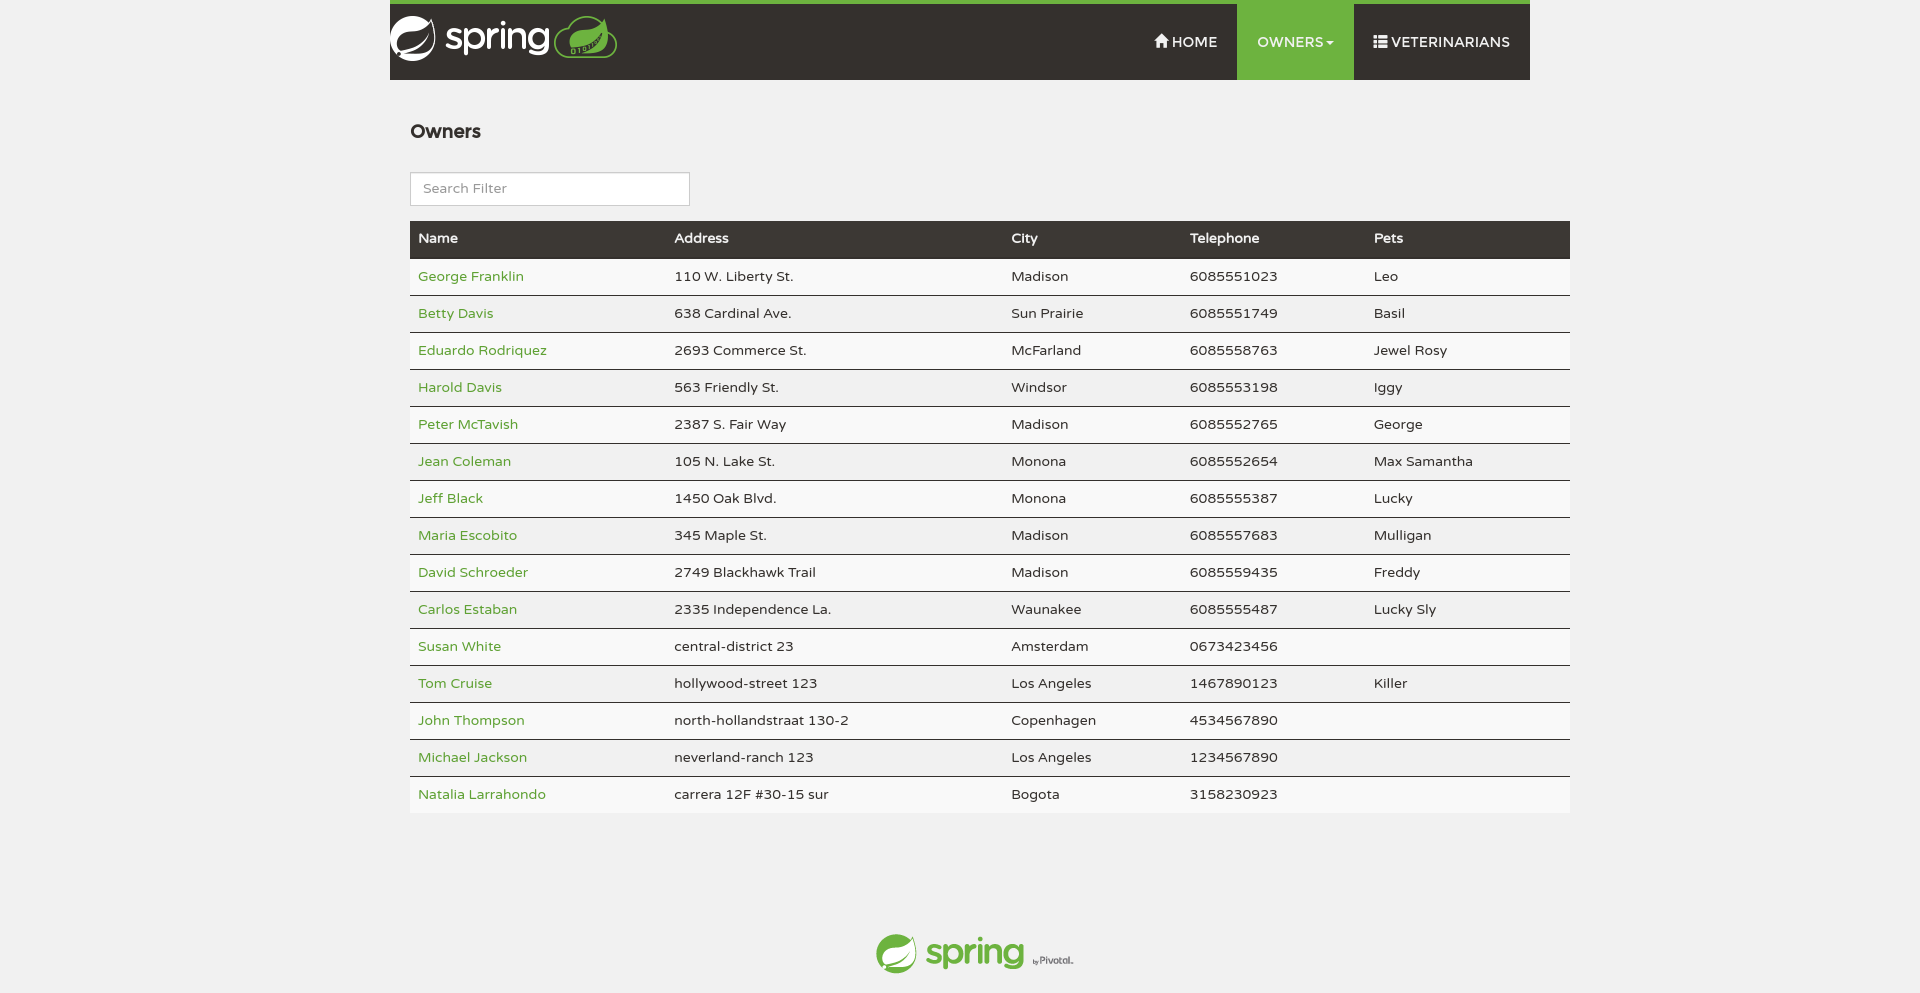 spring
HOME OWNERS VETERINARIANS
Owners
Search Filter
Name Address City Telephone Pets
George Franklin 110 W. Liberty St. Madison 6085551023 Leo
Betty Davis 638 Cardinal Ave. Sun Prairie 6085551749 Basil
Eduardo Rodriquez 2693 Commerce St. McFarland 6085558763 Jewel Rosy
Harold Davis 563 Friendly St. Windsor 6085553198 Iggy
Peter McTavish 2387 S. Fair Way Madison 6085552765 George
Jean Coleman 105 N. Lake St. Monona 6085552654 Max Samantha
Jeff Black 1450 Oak Blvd. Monona 6085555387 Lucky
Maria Escobito 345 Maple St. Madison 6085557683 Mulligan
David Schroeder 2749 Blackhawk Trail Madison 6085559435 Freddy
Carlos Estaban 2335 Independence La. Waunakee 6085555487 Lucky Sly
Susan White central-district 23 Amsterdam 0673423456
Tom Cruise hollywood-street 123 Los Angeles 1467890123 Killer
John Thompson north-hollandstraat 130-2 Copenhagen 4534567890
Michael Jackson neverland-ranch 123 Los Angeles 1234567890
Natalia Larrahondo carrera 12F #30-15 sur Bogota 3158230923
spring by Pivotal.